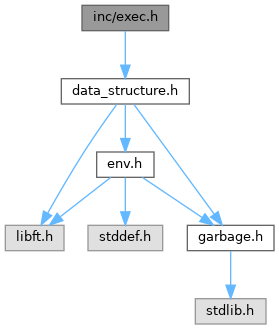 inc/exec.h
data_structure.h
env.h
libft.h
stddef.h
garbage.h
stdlib.h